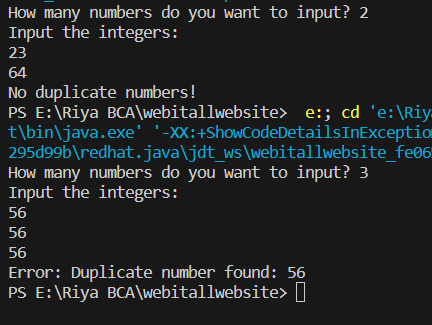 How many numbers do you want to input? 2
Input the integers:
23
64
No duplicate numbers!
PS E:\Riya BCA\webitallwebsite>  e:; cd 'e:\Riy
t\bin\java.exe' '-XX:+ShowCodeDetailsInExceptio
295d99b\redhat.java\jdt_ws\webitallwebsite_fe06
How many numbers do you want to input? 3
Input the integers:
56
56
56
Error: Duplicate number found: 56
PS E:\Riya BCA\webitallwebsite>